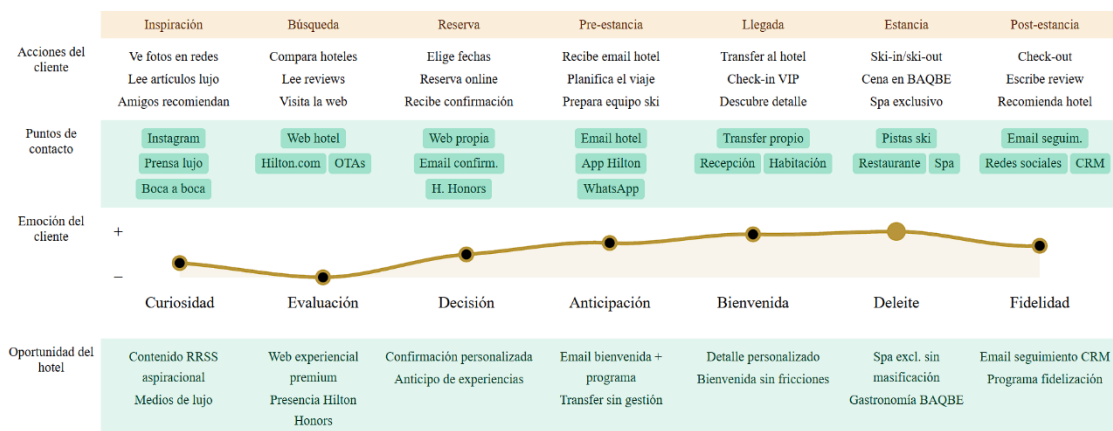 Inspiración Búsqueda Reserva Pre-estancia Llegada Estancia Post-estancia
Acciones del cliente
Ve fotos en redes
Lee artículos lujo
Amigos recomiendan
Compara hoteles
Lee reviews
Visita la web
Elige fechas
Reserva online
Recibe confirmación
Recibe email hotel
Planifica el viaje
Prepara equipo ski
Transfer al hotel
Check-in VIP
Descubre detalle
Ski-in/ski-out
Cena en BAQBE
Spa exclusivo
Check-out
Escribe review
Recomienda hotel
Puntos de
contacto
Instagram
Prensa lujo
Boca a boca
Web hotel
Hilton.com OTAs
Web propia
Email confirm.
H. Honors
Email hotel
App Hilton
WhatsApp
Transfer propio
Recepción Habitación
Pistas ski
Restaurante Spa
Email seguim.
Redes sociales CRM
Emoción del
cliente
+
−
Curiosidad Evaluación Decisión Anticipación Bienvenida Deleite Fidelidad
Oportunidad del
hotel
Contenido RRSS
aspiracional
Medios de lujo
Web experiencial
premium
Presencia Hilton
Honors
Confirmación personalizada
Anticipo de experiencias
Email bienvenida +
programa
Transfer sin gestión
Detalle personalizado
Bienvenida sin fricciones
Spa excl. sin
masificación
Gastronomía BAQBE
Email seguimiento CRM
Programa fidelización